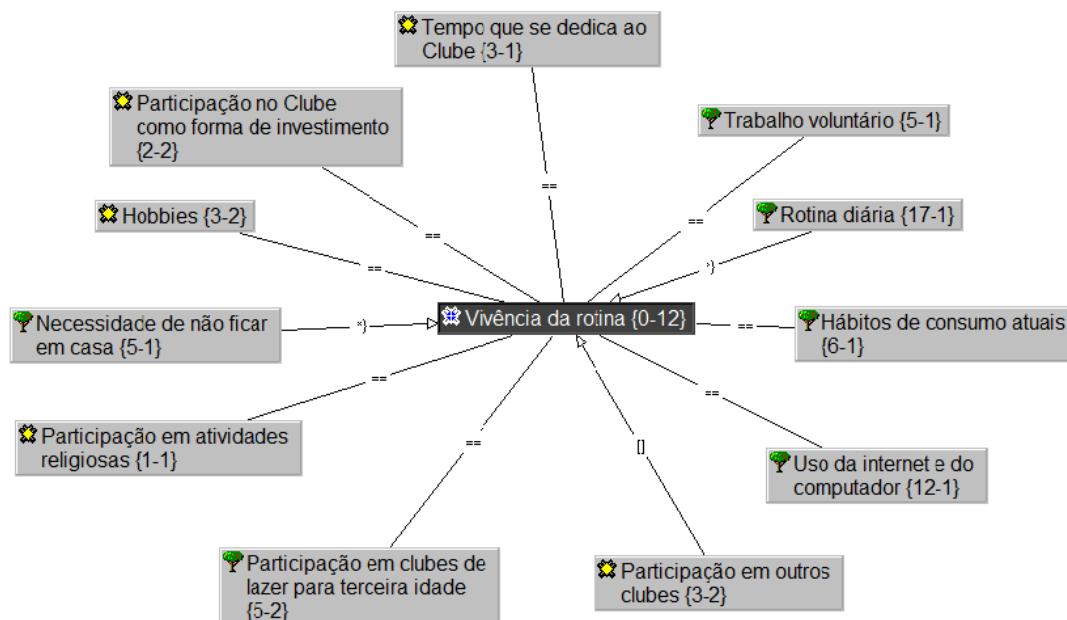 Tempo que se dedica ao
Clube {3-1}
Participação no Clube
como forma de investimento
{2-2}
Trabalho voluntário {5-1}
==
Hobbies {3-2}
Rotina diária {17-1}
==
==
==
*}
Vivência da rotina {0-12}
Necessidade de não ficar
em casa {5-1}
*}
==
Hábitos de consumo atuais
{6-1}
==
==
Participação em atividades
religiosas {1-1}
==
[]
Uso da internet e do
computador {12-1}
Participação em clubes de
lazer para terceira idade
{5-2}
Participação em outros
clubes {3-2}